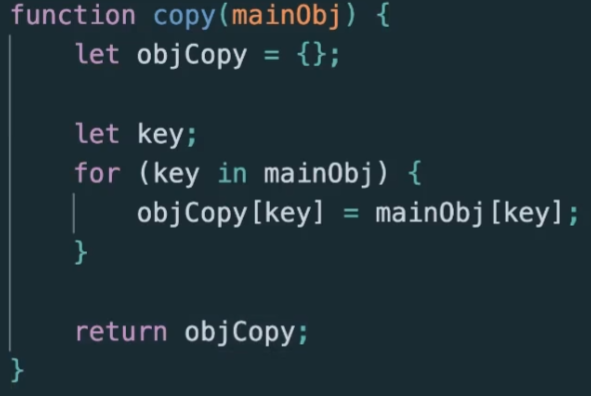 function copy(mainObj) {
    let objCopy = {};

    let key;
    for (key in mainObj) {
        objCopy[key] = mainObj[key];
    }

    return objCopy;
}